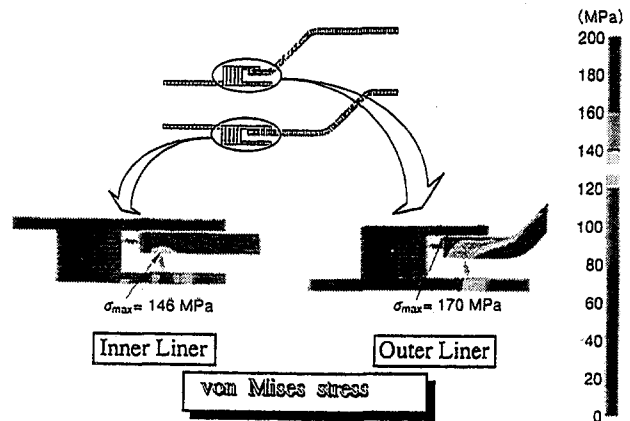 (MPa)
200
180
160
140
120
100
80
60
40
20
0
σmax= 146 MPa
σmax= 170 MPa
Inner Liner
Outer Liner
von Mises stress